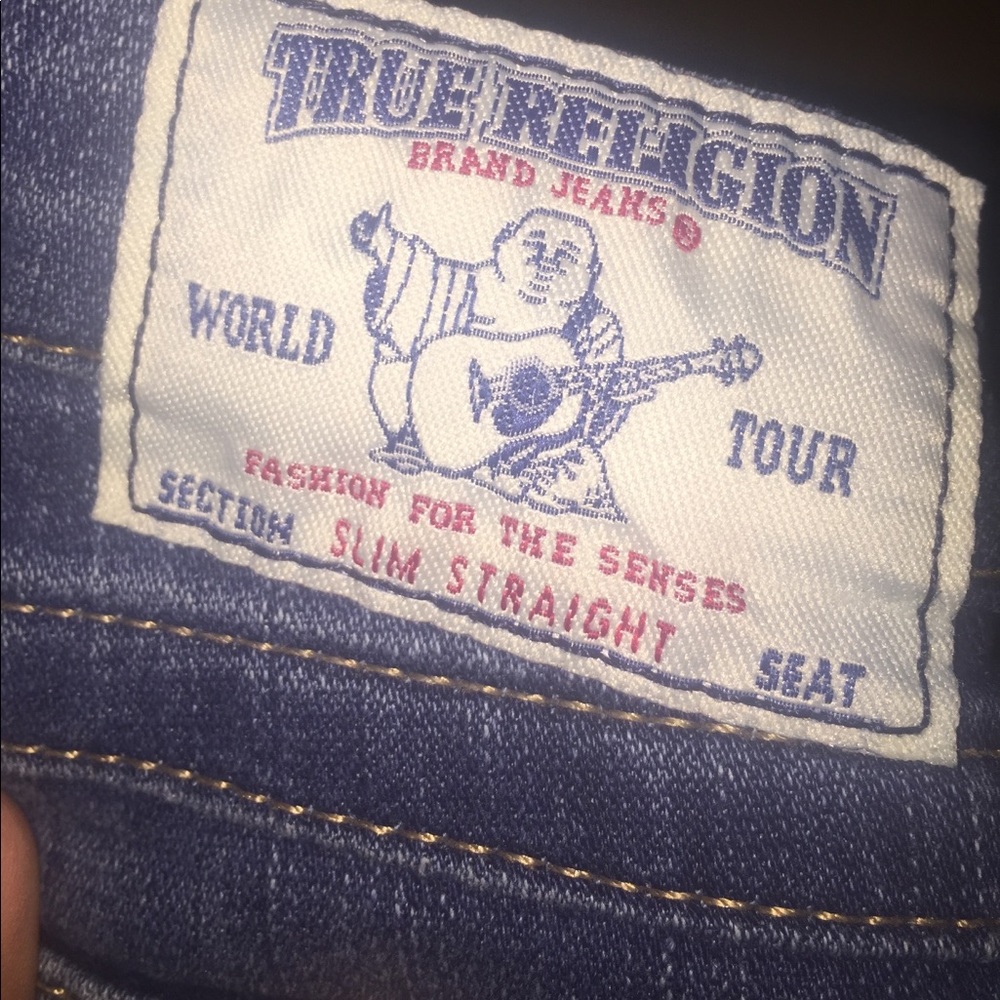 TRUE RELIGION
BRAND JEANS®
WORLD TOUR
FASHION FOR THE SENSES
SECTION SLIM STRAIGHT SEAT